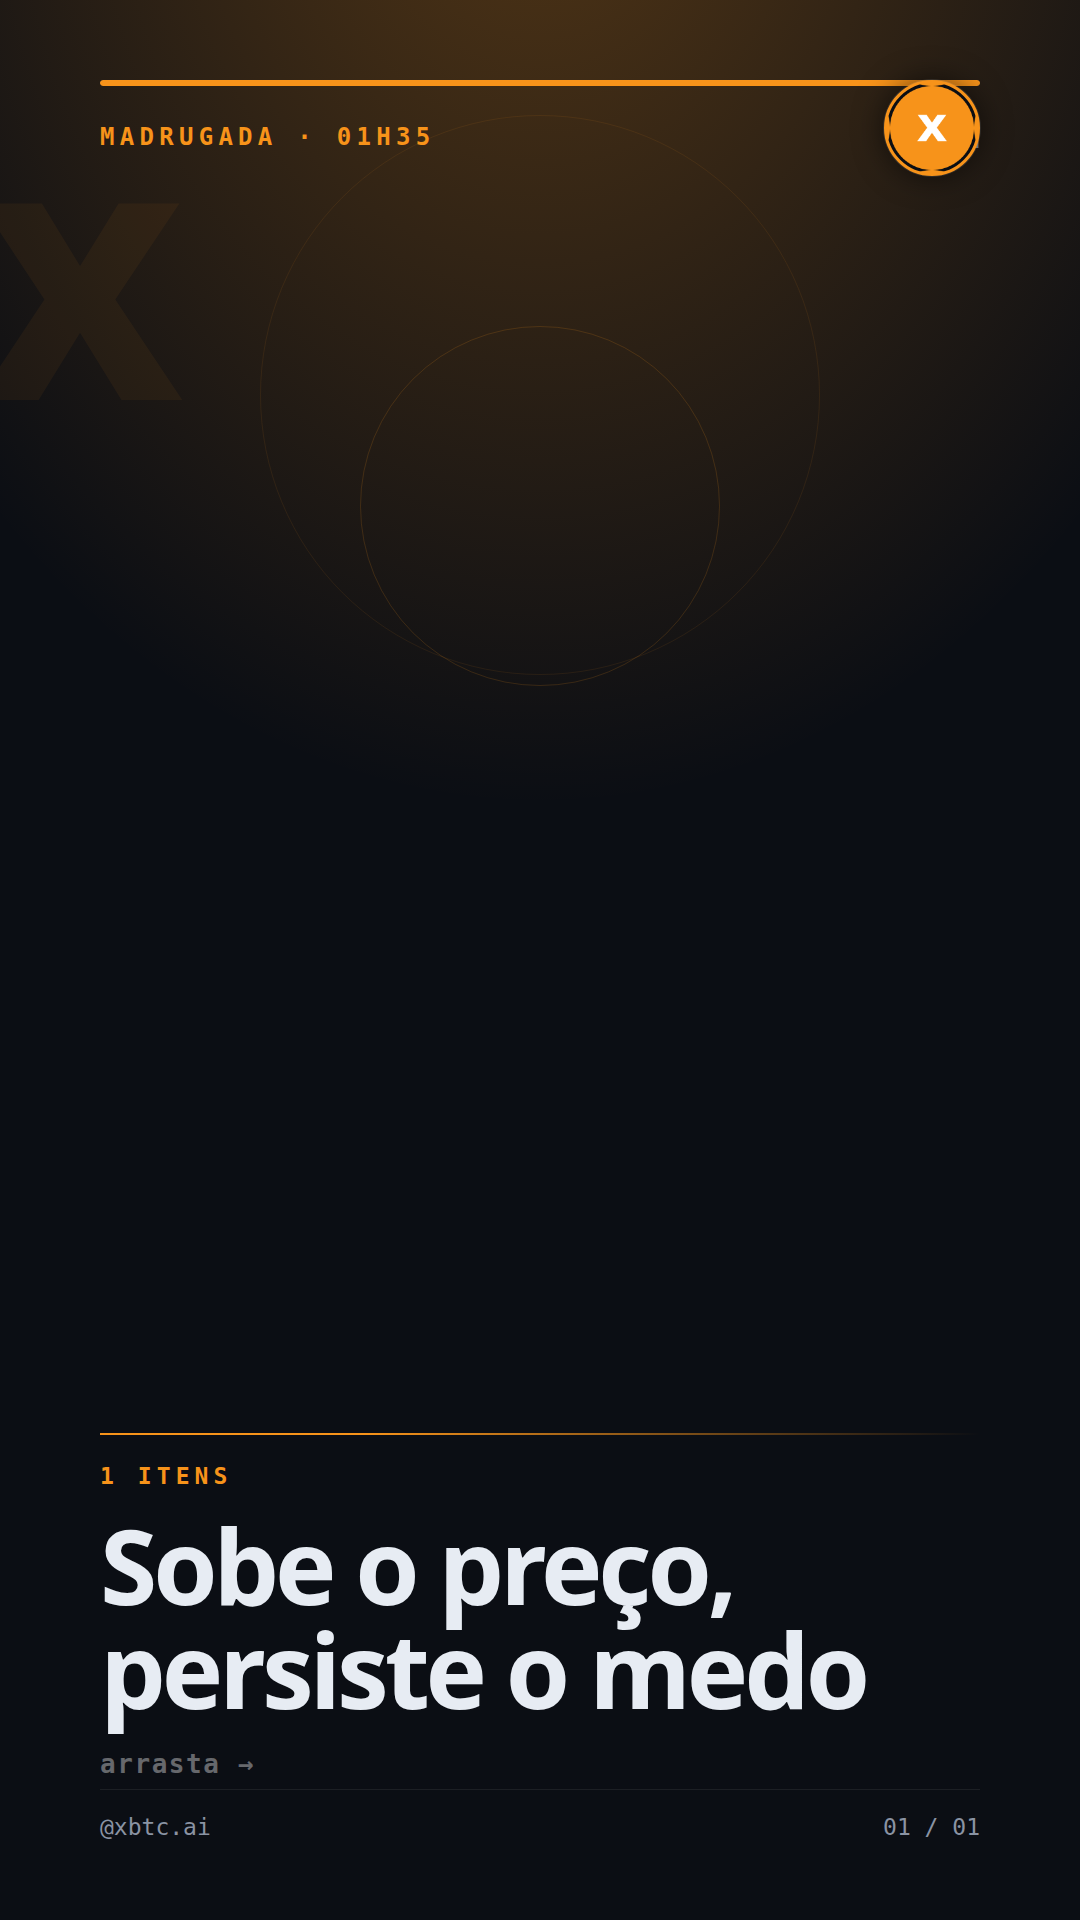 MADRUGADA · 01H35
X
X
1 ITENS
Sobe o preço,
persiste o medo
arrasta →
@xbtc.ai
01 / 01